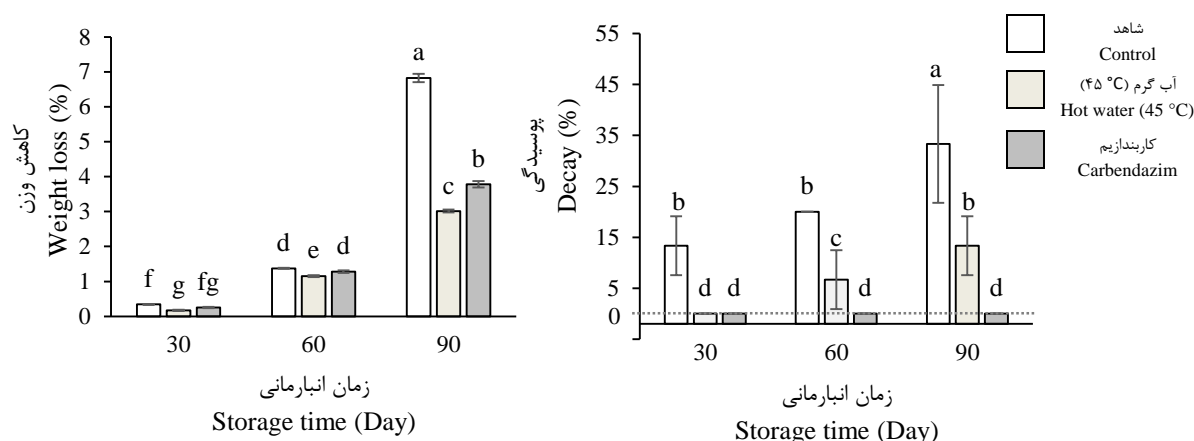 کاهش وزن
Weight loss (%)
8
7
6
5
4
3
2
1
0
f
g
fg
d
e
d
a
c
b
30
60
90
زمان انبارمانی
Storage time (Day)
پوسیدگی
Decay (%)
55
45
35
25
15
5
0
b
d
d
b
c
d
a
b
d
30
60
90
زمان انبارمانی
Storage time (Day)
شاهد
Control
آب گرم (۴۵ °C)
Hot water (45 °C)
کاربندازیم
Carbendazim